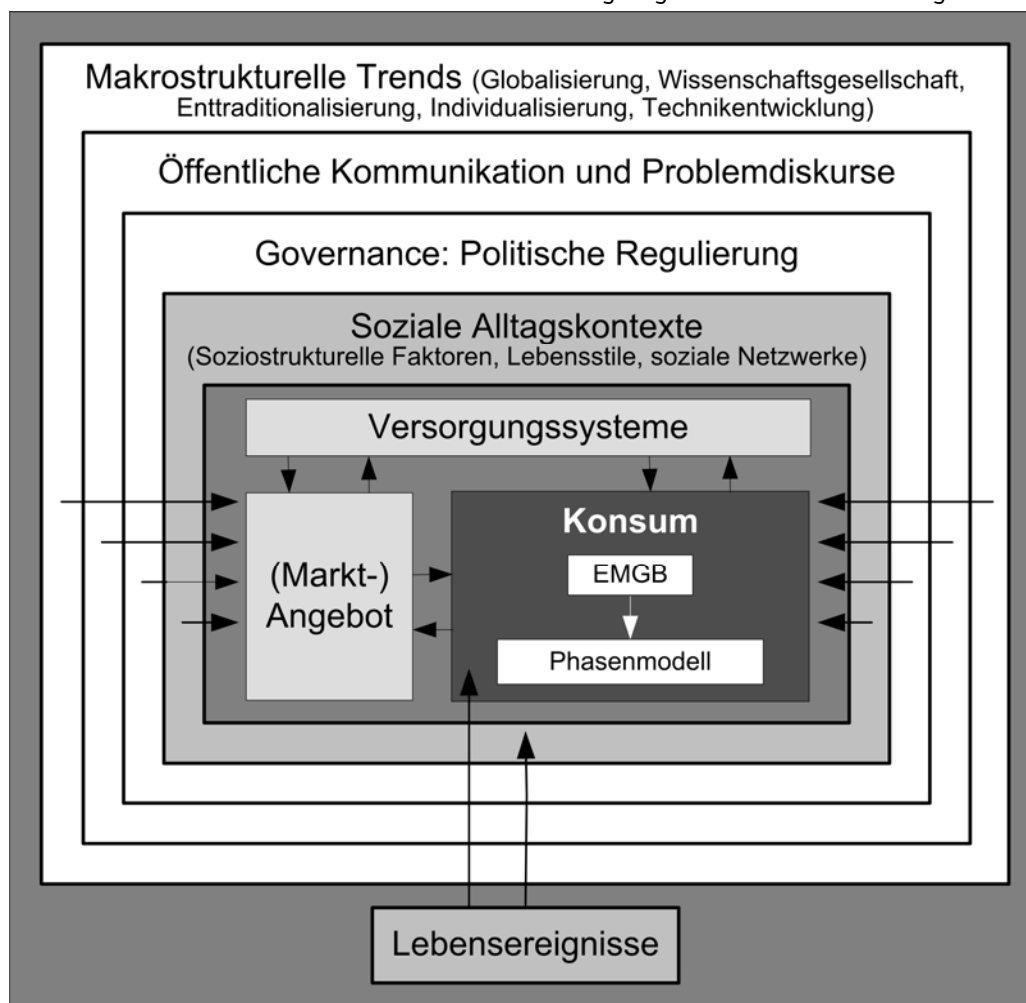 Makrostrukturelle Trends (Globalisierung, Wissenschaftsgesellschaft,
Enttraditionalisierung, Individualisierung, Technikentwicklung)
Öffentliche Kommunikation und Problemdiskurse
Governance: Politische Regulierung
Soziale Alltagskontexte
(Soziostrukturelle Faktoren, Lebensstile, soziale Netzwerke)
Versorgungssysteme
(Markt-)
Angebot
Konsum
EMGB
Phasenmodell
Lebensereignisse